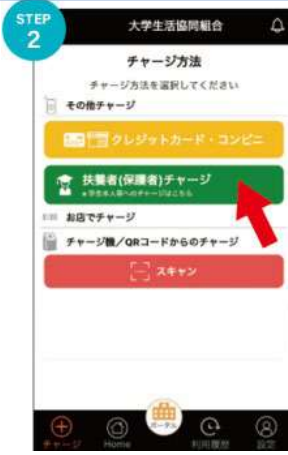 STEP
2
大学生活協同組合
チャージ方法
チャージ方法を選択してください
その他チャージ
クレジットカード・コンビニ
扶養者(保護者)チャージ
お店でチャージ
チャージ機/QRコードからのチャージ
スキャン
チャージ
Home
ポータル
利用履歴
設定